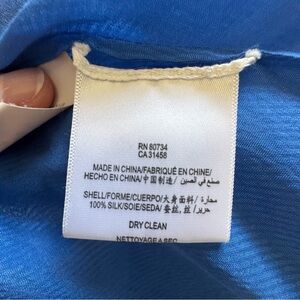 RN 80734
CA 31458
MADE IN CHINA/FABRIQUÉ EN CHINE/
HECHO EN CHINA/中国制造/ صنع في الصين
SHELL/FORME/CUERPO/大身面料/
100% SILK/SOIE/SEDA/蚕丝, 丝/ حرير
DRY CLEAN
NETTOYAGE A SEC